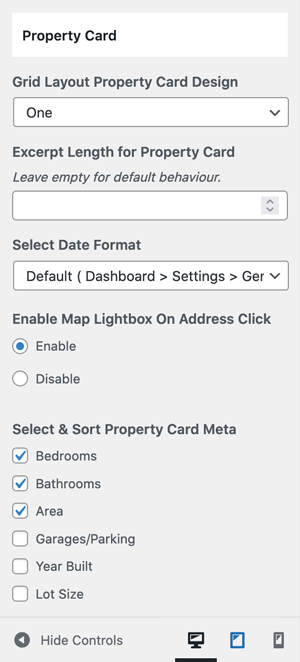 Property Card
Grid Layout Property Card Design
One
Excerpt Length for Property Card
Leave empty for default behaviour.
Select Date Format
Default ( Dashboard > Settings > Ger
Enable Map Lightbox On Address Click
Enable
Disable
Select & Sort Property Card Meta
Bedrooms
Bathrooms
Area
Garages/Parking
Year Built
Lot Size
Hide Controls